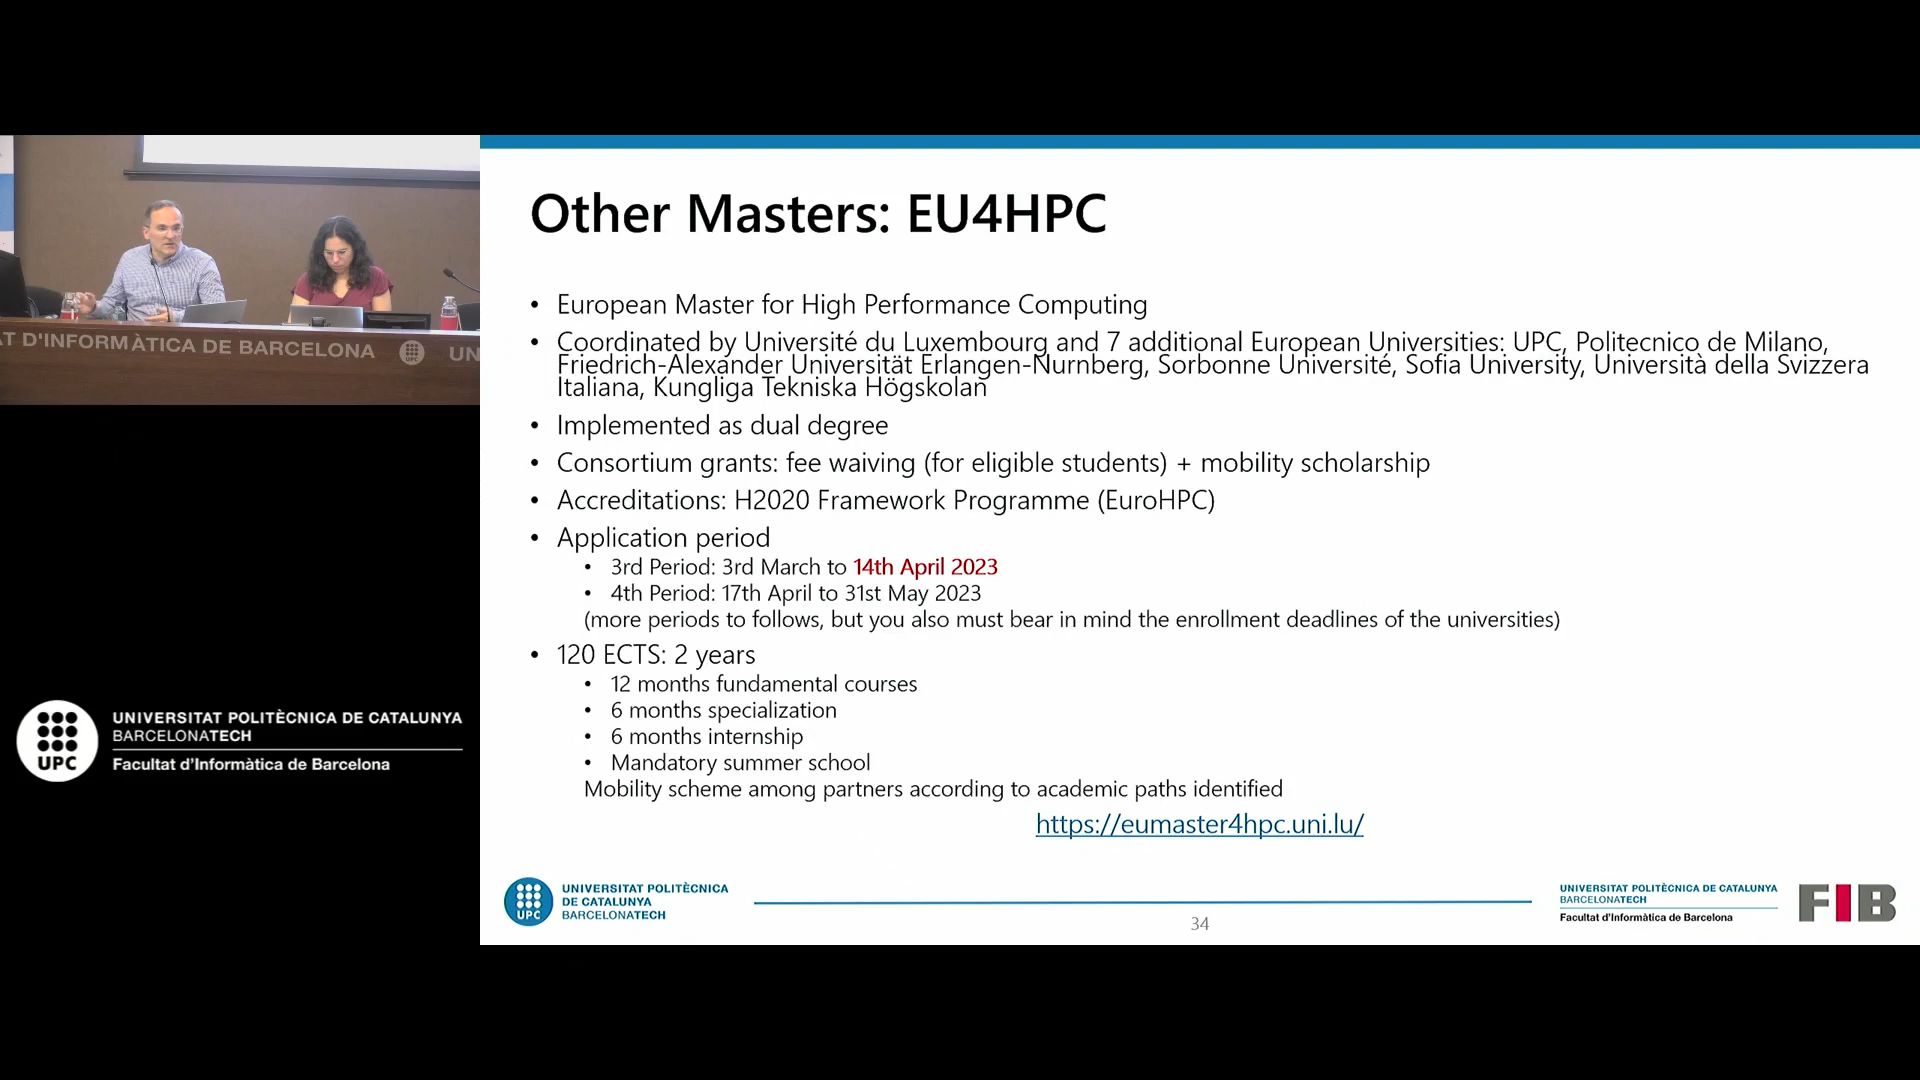 AT D'INFORMÀTICA DE BARCELONA
UN
UPC
UNIVERSITAT POLITÈCNICA DE CATALUNYA
BARCELONATECH
Facultat d'Informàtica de Barcelona
Other Masters: EU4HPC
• European Master for High Performance Computing
• Coordinated by Université du Luxembourg and 7 additional European Universities: UPC, Politecnico de Milano,
Friedrich-Alexander Universität Erlangen-Nurnberg, Sorbonne Université, Sofia University, Università della Svizzera
Italiana, Kungliga Tekniska Högskolan
• Implemented as dual degree
• Consortium grants: fee waiving (for eligible students) + mobility scholarship
• Accreditations: H2020 Framework Programme (EuroHPC)
• Application period
• 3rd Period: 3rd March to 14th April 2023
• 4th Period: 17th April to 31st May 2023
(more periods to follows, but you also must bear in mind the enrollment deadlines of the universities)
• 120 ECTS: 2 years
• 12 months fundamental courses
• 6 months specialization
• 6 months internship
• Mandatory summer school
Mobility scheme among partners according to academic paths identified
https://eumaster4hpc.uni.lu/
UPC
UNIVERSITAT POLITÈCNICA
DE CATALUNYA
BARCELONATECH
34
UNIVERSITAT POLITÈCNICA DE CATALUNYA
BARCELONATECH
Facultat d'Informàtica de Barcelona
FIB